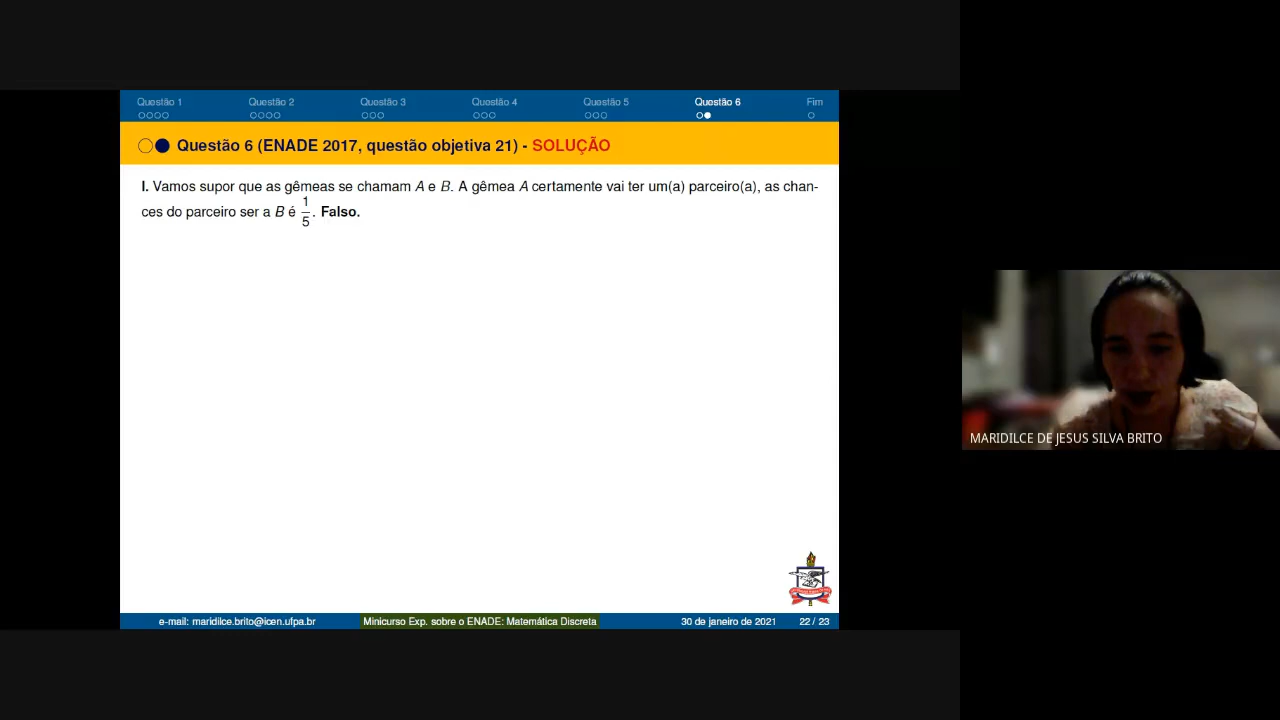 Questão 1 Questão 2 Questão 3 Questão 4 Questão 5 Questão 6 Fim
Questão 6 (ENADE 2017, questão objetiva 21) - SOLUÇÃO
I. Vamos supor que as gêmeas se chamam A e B. A gêmea A certamente vai ter um(a) parceiro(a), as chan-
ces do parceiro ser a B é 1/5. Falso.
MARIDILCE DE JESUS SILVA BRITO
e-mail: maridilce.brito@icen.ufpa.br Minicurso Exp. sobre o ENADE: Matemática Discreta 30 de janeiro de 2021 22 / 23